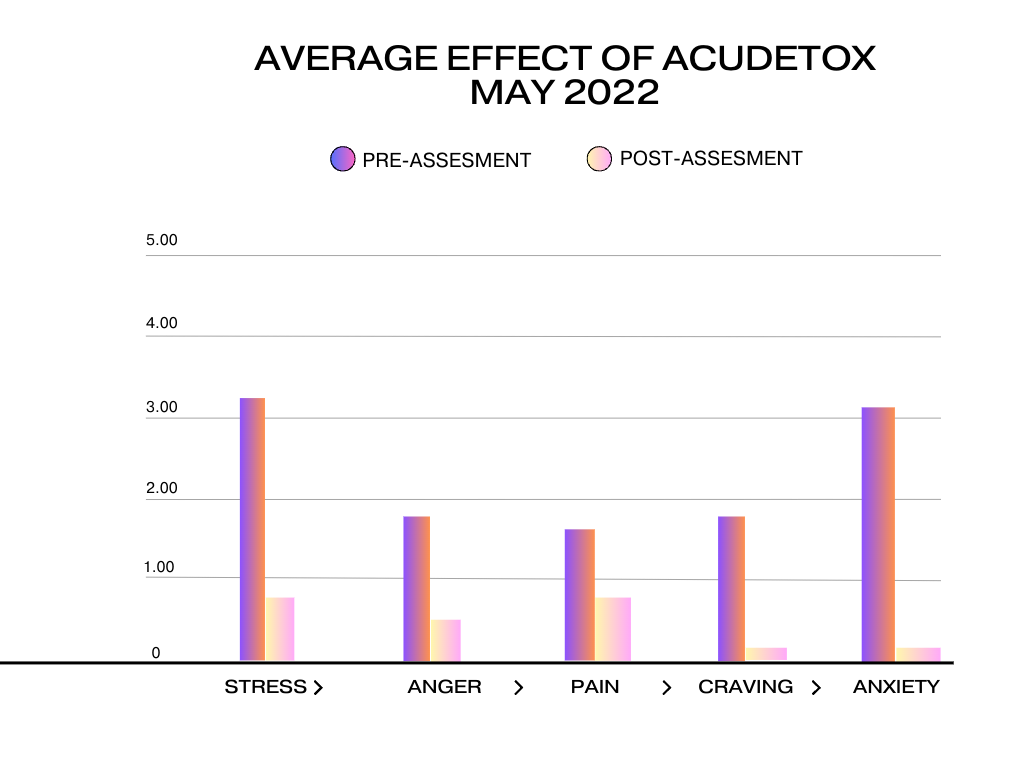 AVERAGE EFFECT OF ACUDETOX
MAY 2022
PRE-ASSESMENT
POST-ASSESMENT
5.00
4.00
3.00
2.00
1.00
0
STRESS > ANGER > PAIN > CRAVING > ANXIETY